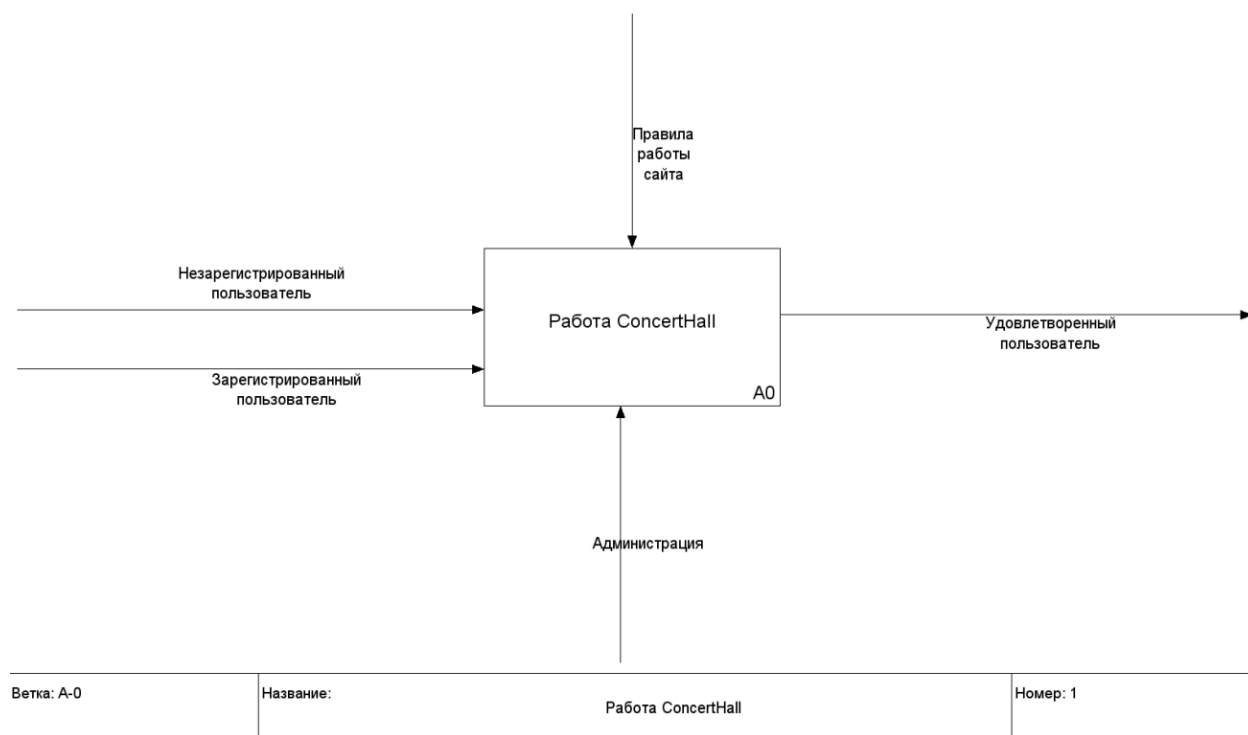 Правила
работы
сайта
Незарегистрированный
пользователь
Работа ConcertHall
Удовлетворенный
пользователь
Зарегистрированный
пользователь
A0
Администрация
Ветка: A-0
Название:
Работа ConcertHall
Номер: 1